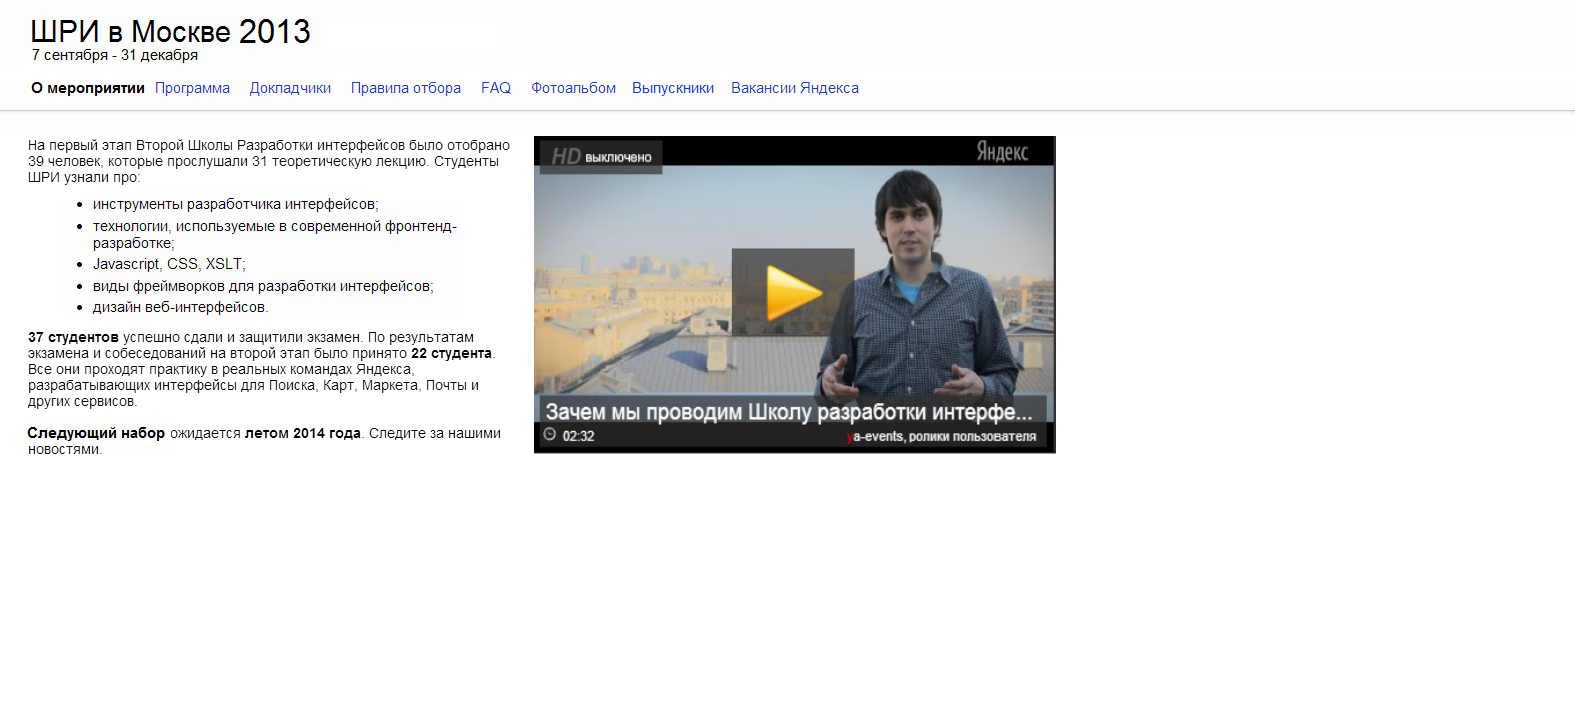 ШРИ в Москве 2013
7 сентября - 31 декабря
О мероприятии Программа Докладчики Правила отбора FAQ Фотоальбом Выпускники Вакансии Яндекса
На первый этап Второй Школы Разработки интерфейсов было отобрано
39 человек, которые прослушали 31 теоретическую лекцию. Студенты
ШРИ узнали про:
• инструменты разработчика интерфейсов;
• технологии, используемые в современной фронтенд-
разработке;
• Javascript, CSS, XSLT;
• виды фреймворков для разработки интерфейсов;
• дизайн веб-интерфейсов.
37 студентов успешно сдали и защитили экзамен. По результатам
экзамена и собеседований на второй этап было принято 22 студента.
Все они проходят практику в реальных командах Яндекса,
разрабатывающих интерфейсы для Поиска, Карт, Маркета, Почты и
других сервисов.
Следующий набор ожидается летом 2014 года. Следите за нашими
новостями.
HD выключено
Яндекс
Зачем мы проводим Школу разработки интерфе...
02:32
ya-events, ролики пользователя